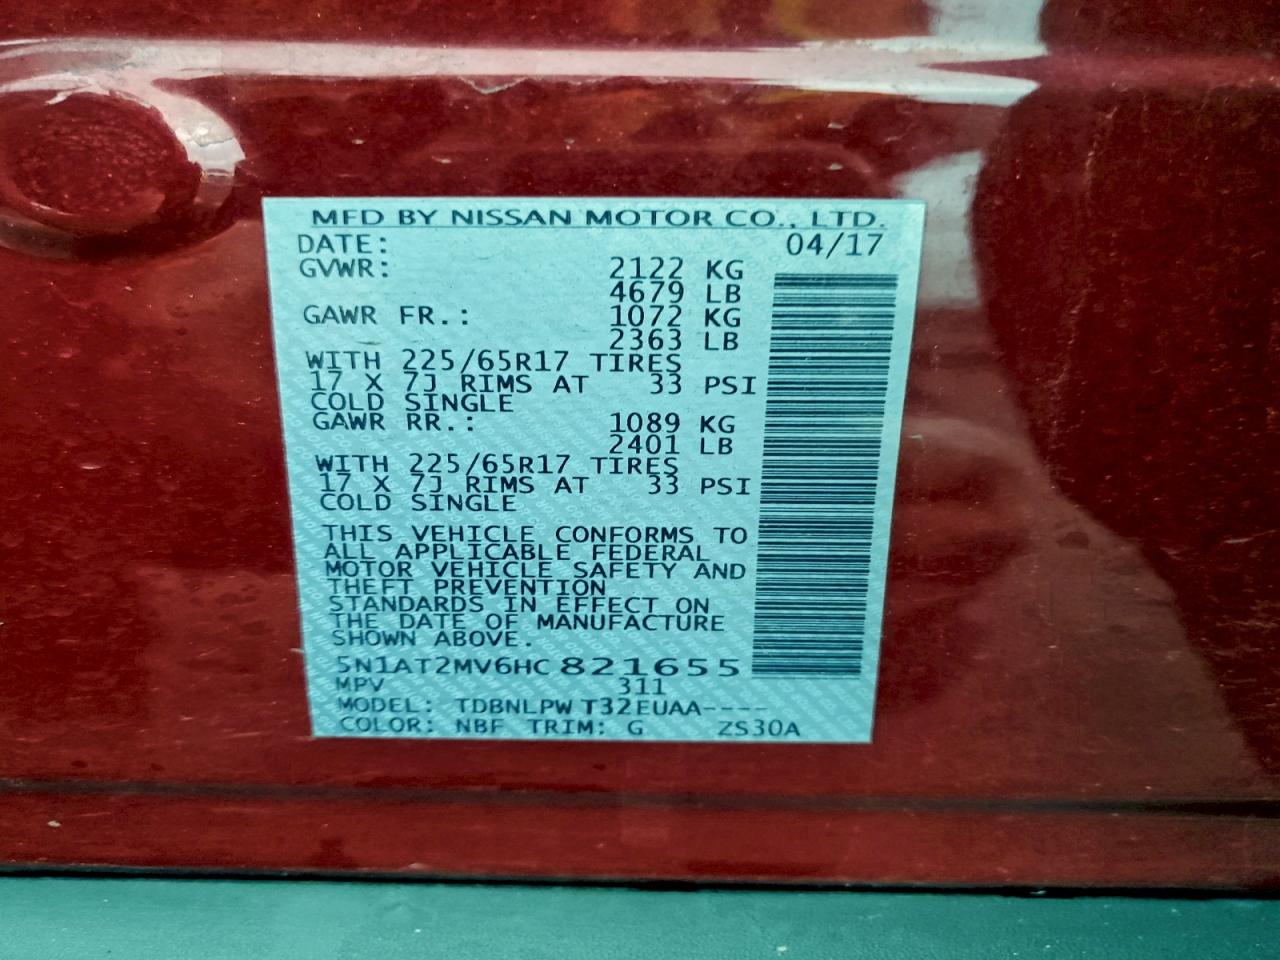 MFD BY NISSAN MOTOR CO., LTD.
DATE: 04/17
GVWR: 2122 KG
4679 LB
GAWR FR.: 1072 KG
2363 LB
WITH 225/65R17 TIRES
17 X 7J RIMS AT 33 PSI
COLD SINGLE
GAWR RR.: 1089 KG
2401 LB
WITH 225/65R17 TIRES
17 X 7J RIMS AT 33 PSI
COLD SINGLE
THIS VEHICLE CONFORMS TO
ALL APPLICABLE FEDERAL
MOTOR VEHICLE SAFETY AND
THEFT PREVENTION
STANDARDS IN EFFECT ON
THE DATE OF MANUFACTURE
SHOWN ABOVE.
5N1AT2MV6HC821655
MPV 311
MODEL: TDBNLPW T32EUAA----
COLOR: NBF TRIM: G ZS30A